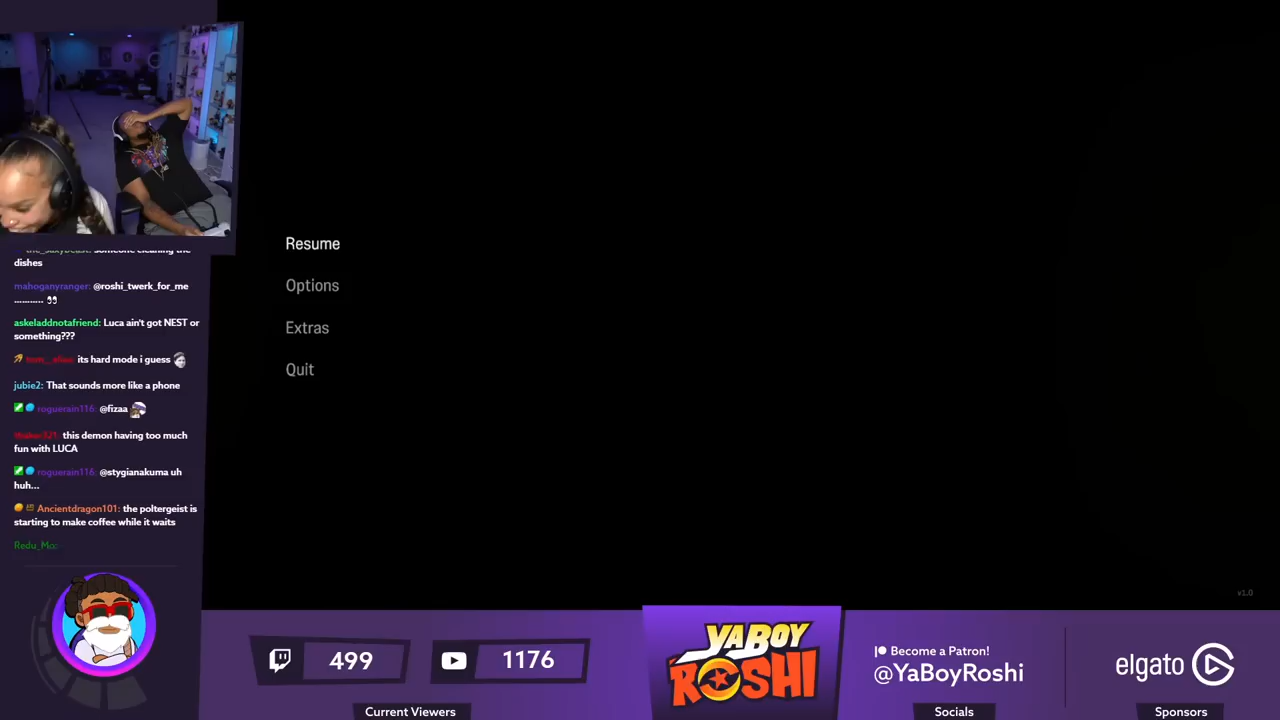 dishes
mahoganyranger: @roshi_twerk_for_me
...........
askeladdnotafriend: Luca ain't got NEST or
something???
its hard mode i guess
jubie2: That sounds more like a phone
roguerain116: @fizaa
this demon having too much
fun with LUCA
roguerain116: @stygianakuma uh
huh...
Ancientdragon101: the poltergeist is
starting to make coffee while it waits
Redu_Mo:
Resume
Options
Extras
Quit
v1.0
499
1176
Current Viewers
YABOY
ROSHI
Become a Patron!
@YaBoyRoshi
Socials
elgato
Sponsors